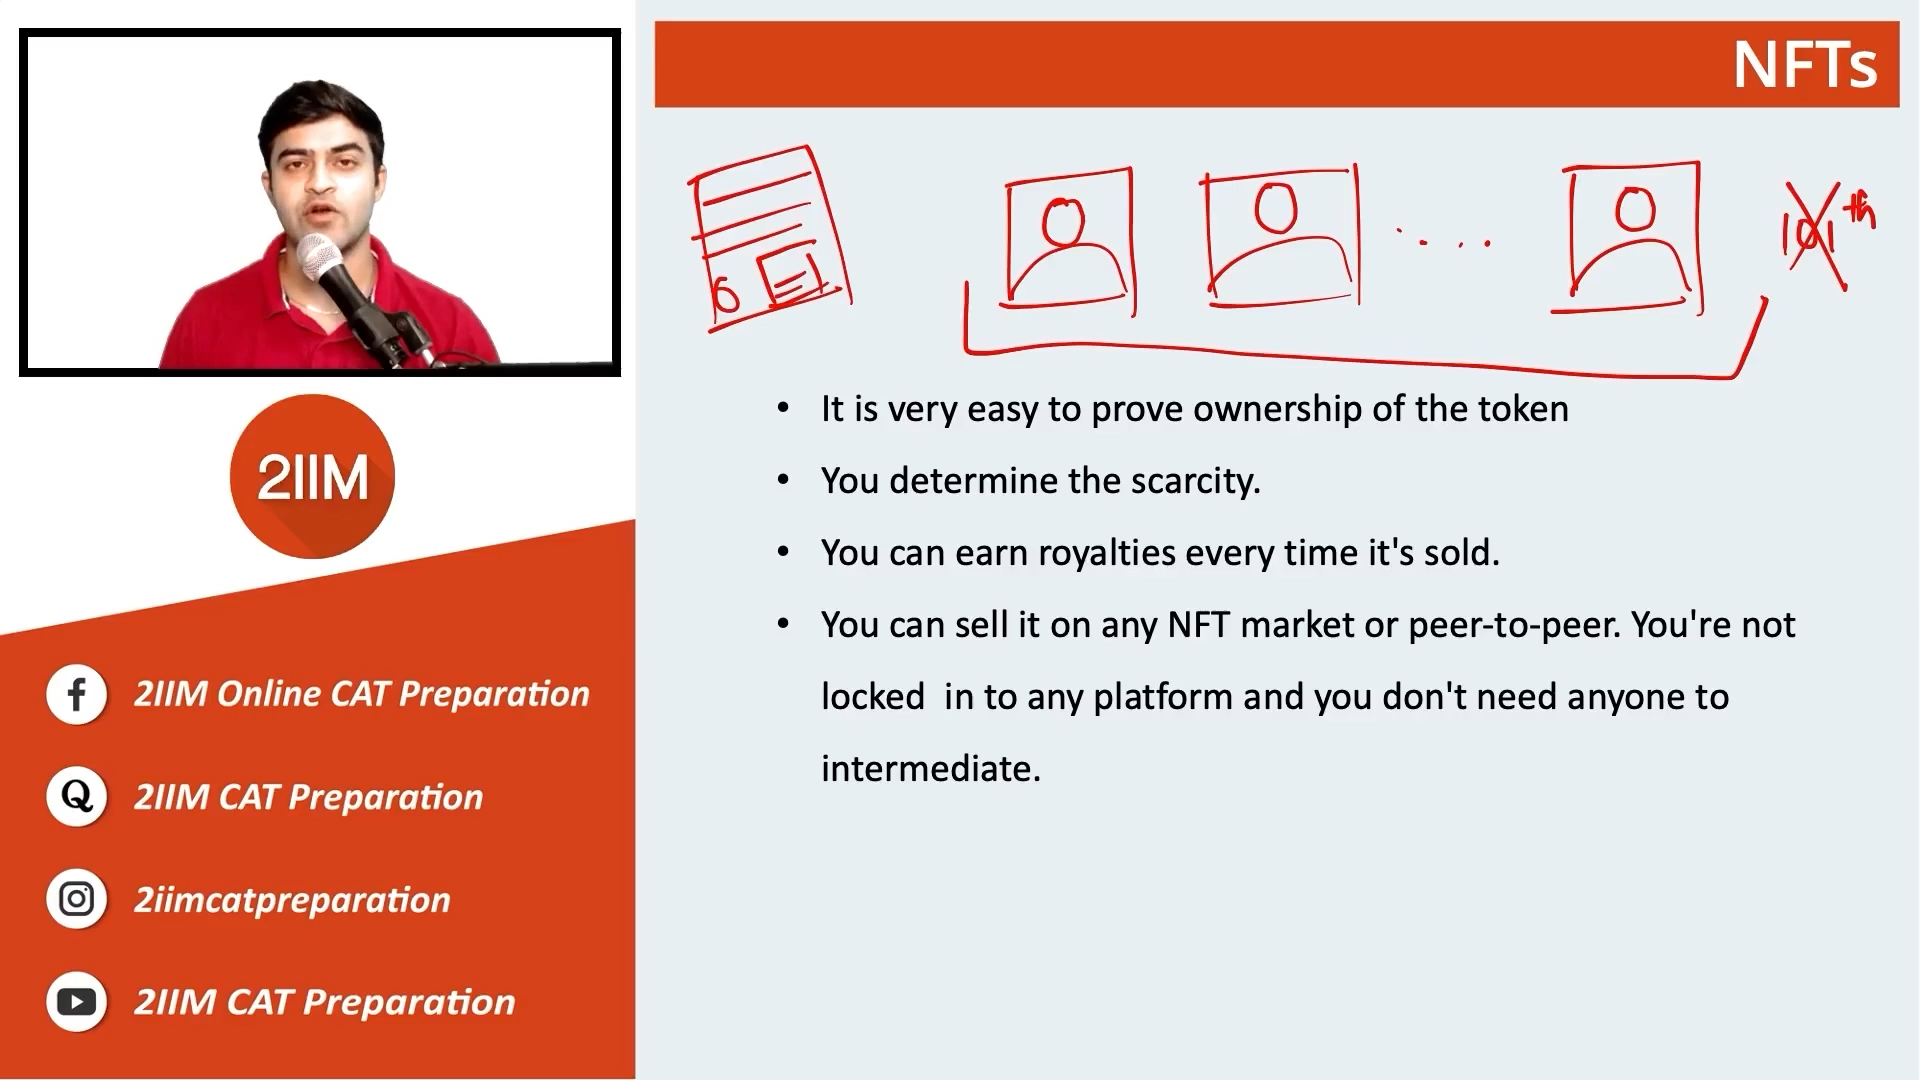 NFTs
101th
• It is very easy to prove ownership of the token
• You determine the scarcity.
• You can earn royalties every time it's sold.
• You can sell it on any NFT market or peer-to-peer. You're not
locked  in to any platform and you don't need anyone to
intermediate.
2IIM
2IIM Online CAT Preparation
2IIM CAT Preparation
2iimcatpreparation
2IIM CAT Preparation